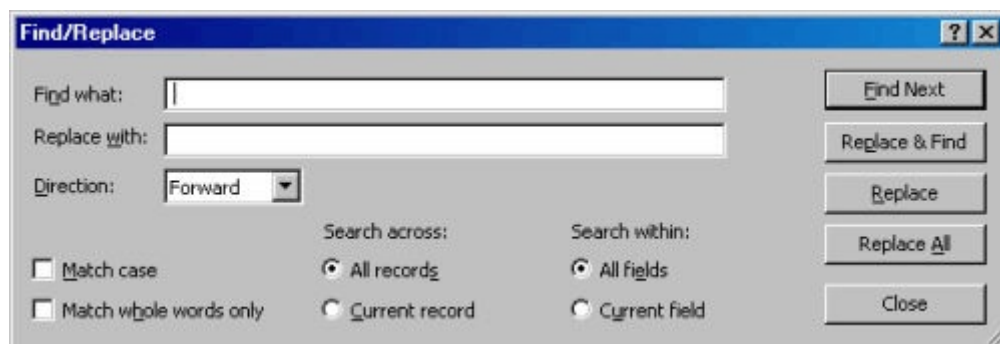 Find/Replace
Find what:
Find Next
Replace with:
Replace & Find
Direction: Forward
Replace
Search across: Search within:
Replace All
Match case All records All fields
Match whole words only Current record Current field
Close